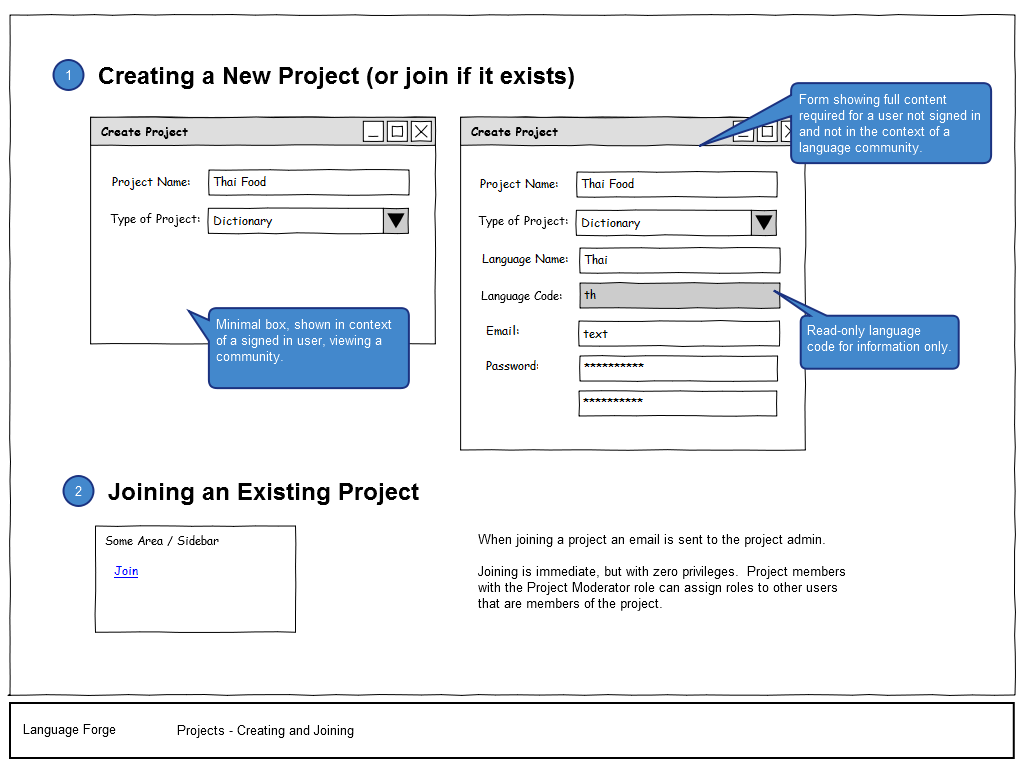 1 Creating a New Project (or join if it exists)
Create Project
Project Name: Thai Food
Type of Project: Dictionary
Minimal box, shown in context
of a signed in user, viewing a
community.
Create Project
Form showing full content
required for a user not signed in
and not in the context of a
language community.
Project Name: Thai Food
Type of Project: Dictionary
Language Name: Thai
Language Code: th
Read-only language
code for information only.
Email: text
Password: **********
**********
2 Joining an Existing Project
Some Area / Sidebar
Join
When joining a project an email is sent to the project admin.
Joining is immediate, but with zero privileges.  Project members
with the Project Moderator role can assign roles to other users
that are members of the project.
Language Forge Projects - Creating and Joining